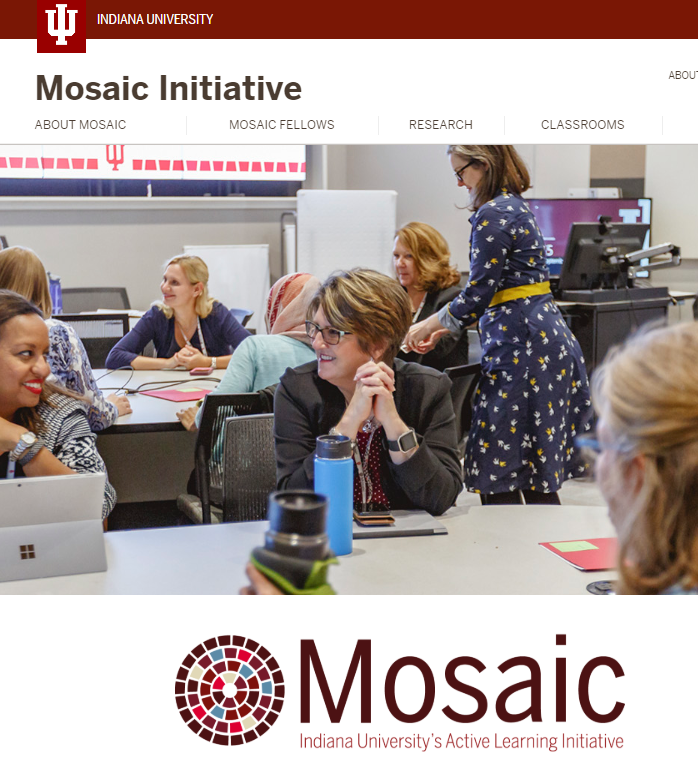 INDIANA UNIVERSITY
Mosaic Initiative
ABOUT MOSAIC
MOSAIC FELLOWS
RESEARCH
CLASSROOMS
Mosaic
Indiana University's Active Learning Initiative